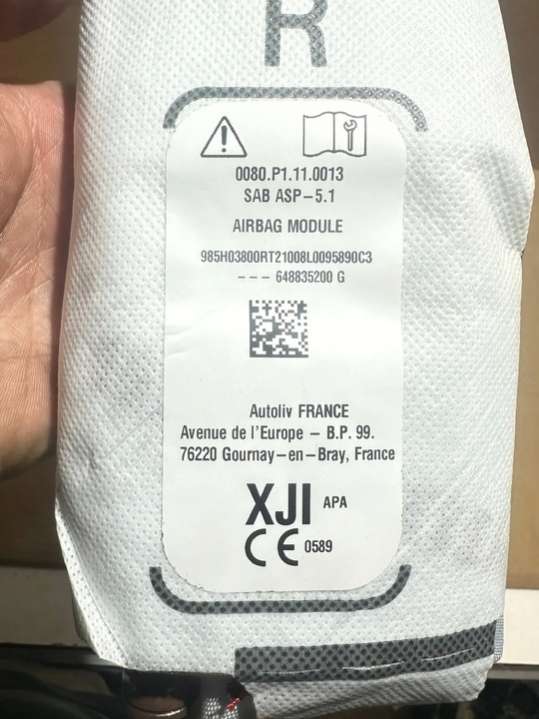 R
0080.P1.11.0013
SAB ASP-5.1
AIRBAG MODULE
985H03800RT21008L0095890C3
--- 648835200 G
Autoliv FRANCE
Avenue de l'Europe - B.P. 99.
76220 Gournay-en-Bray, France
XJI APA
CE 0589